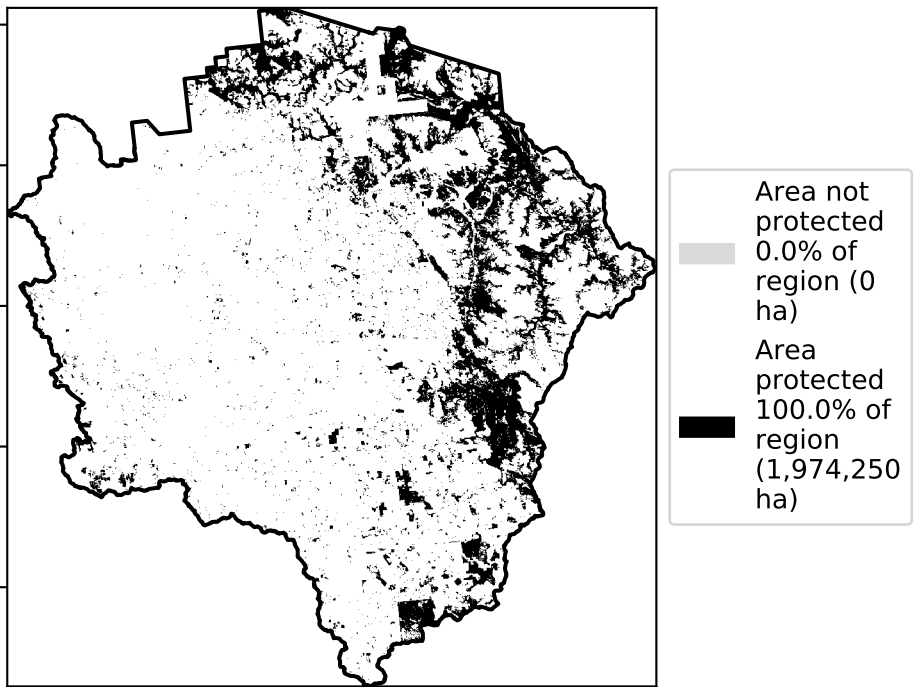 Area not
protected
0.0% of
region (0
ha)
Area
protected
100.0% of
region
(1,974,250
ha)